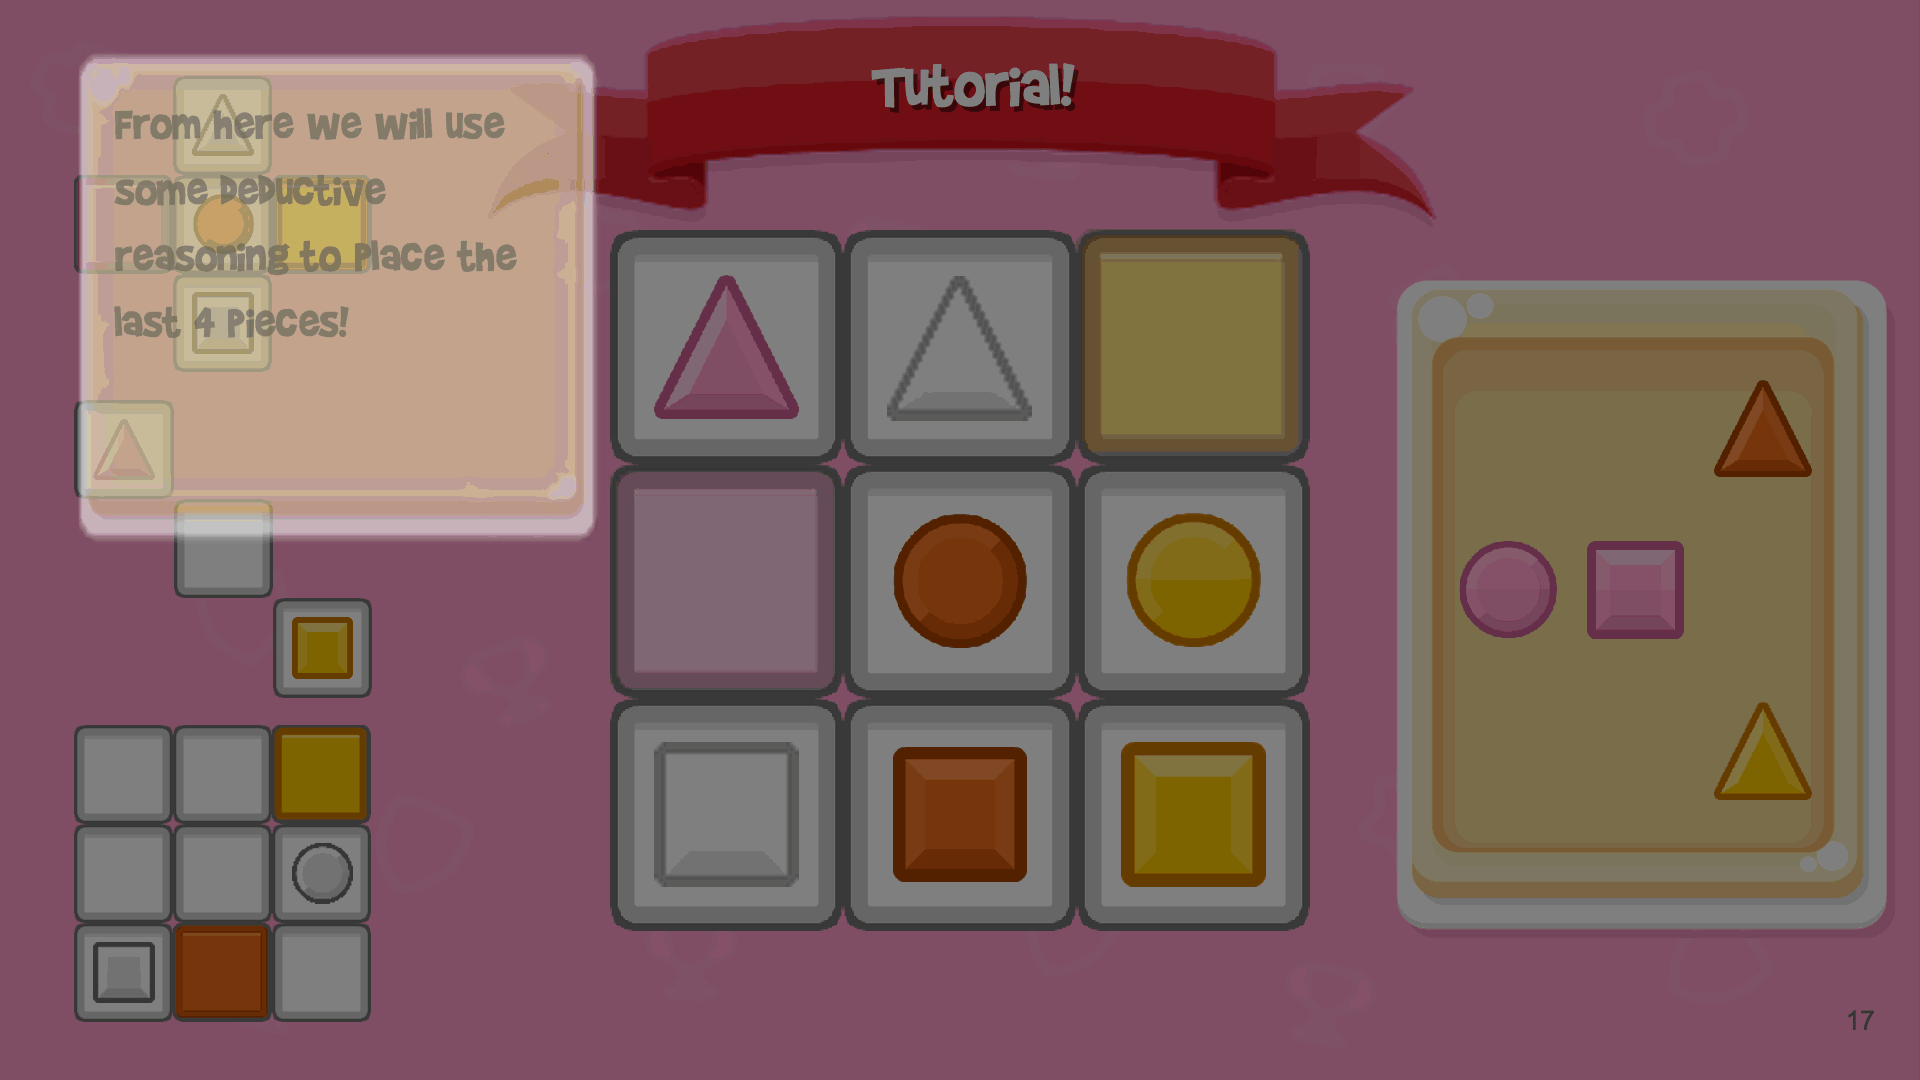 Tutorial!
From here we will use
some Deductive
reasoning to Place the
last 4 Pieces!
17